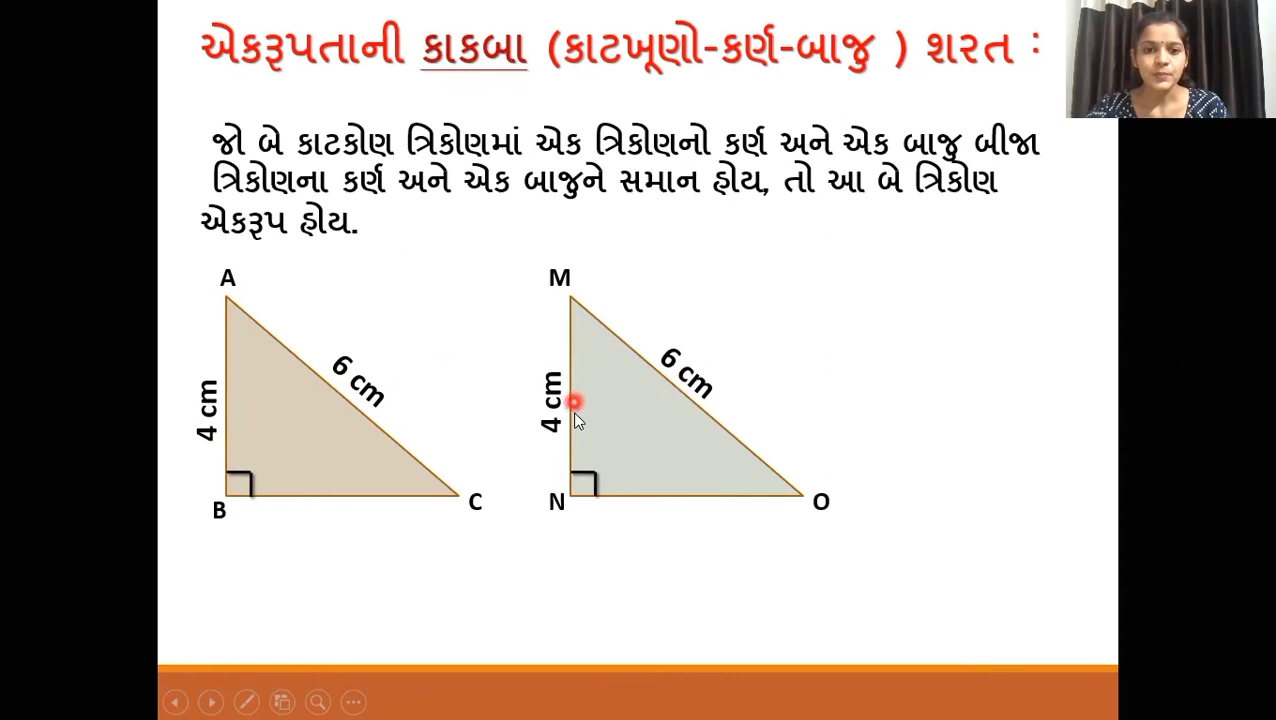 એકરૂપતાની કાકબા (કાટખૂણો-કર્ણ-બાજુ ) શરત :
જો બે કાટકોણ ત્રિકોણમાં એક ત્રિકોણનો કર્ણ અને એક બાજુ બીજા
ત્રિકોણના કર્ણ અને એક બાજુને સમાન હોય, તો આ બે ત્રિકોણ
એકરૂપ હોય.
A
4 cm
6 cm
B
C
M
4 cm
6 cm
N
O